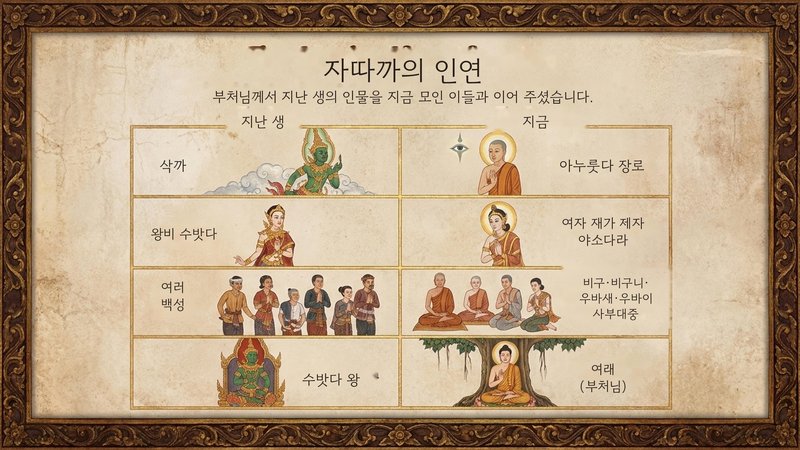 자따까의 인연
부처님께서 지난 생의 인물을 지금 모인 이들과 이어 주셨습니다.
지난 생
지금
삭까
아누룻다 장로
왕비 수밧다
여자 재가 제자
야소다라
여러
백성
비구·비구니·
우바새·우바이
사부대중
수밧다 왕
여래
(부처님)